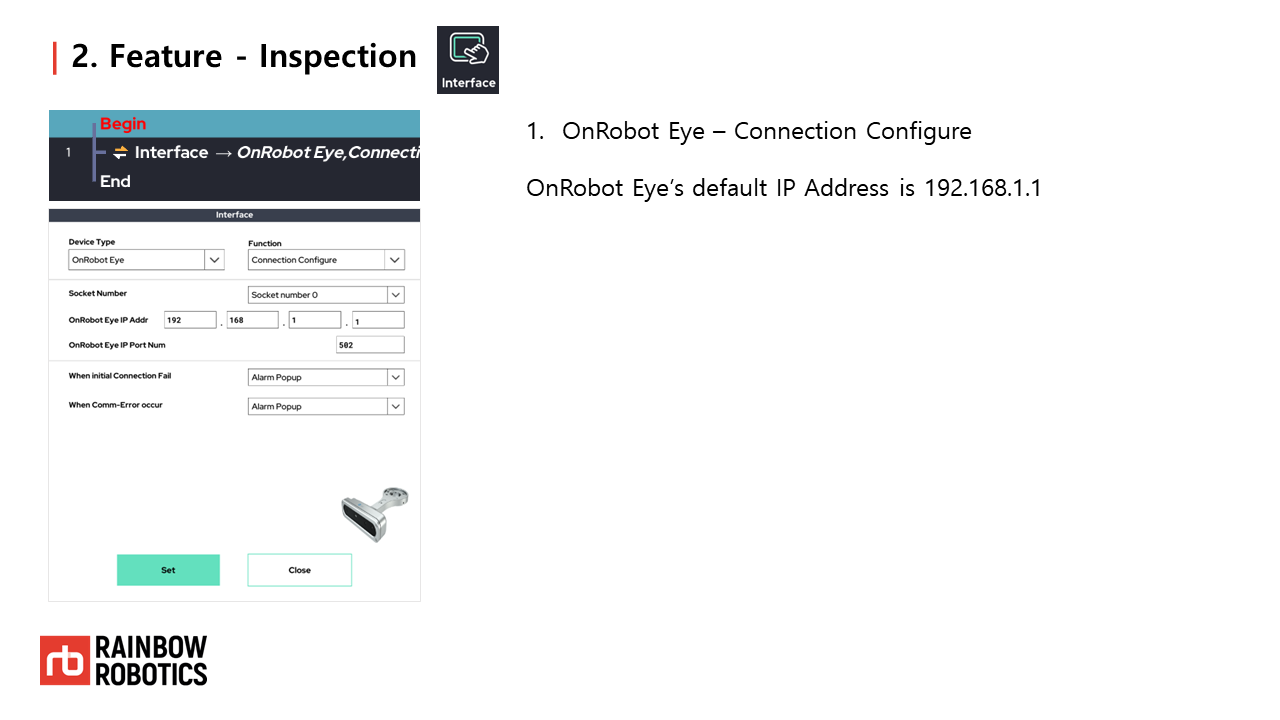 2. Feature - Inspection
Interface
Begin
1 Interface → OnRobot Eye,Connecti
End
Interface
Device Type Function
OnRobot Eye Connection Configure
Socket Number Socket number 0
OnRobot Eye IP Addr 192 . 168 . 1 . 1
OnRobot Eye IP Port Num 502
When initial Connection Fail Alarm Popup
When Comm-Error occur Alarm Popup
Set Close
1. OnRobot Eye – Connection Configure
OnRobot Eye’s default IP Address is 192.168.1.1
rb RAINBOW
ROBOTICS